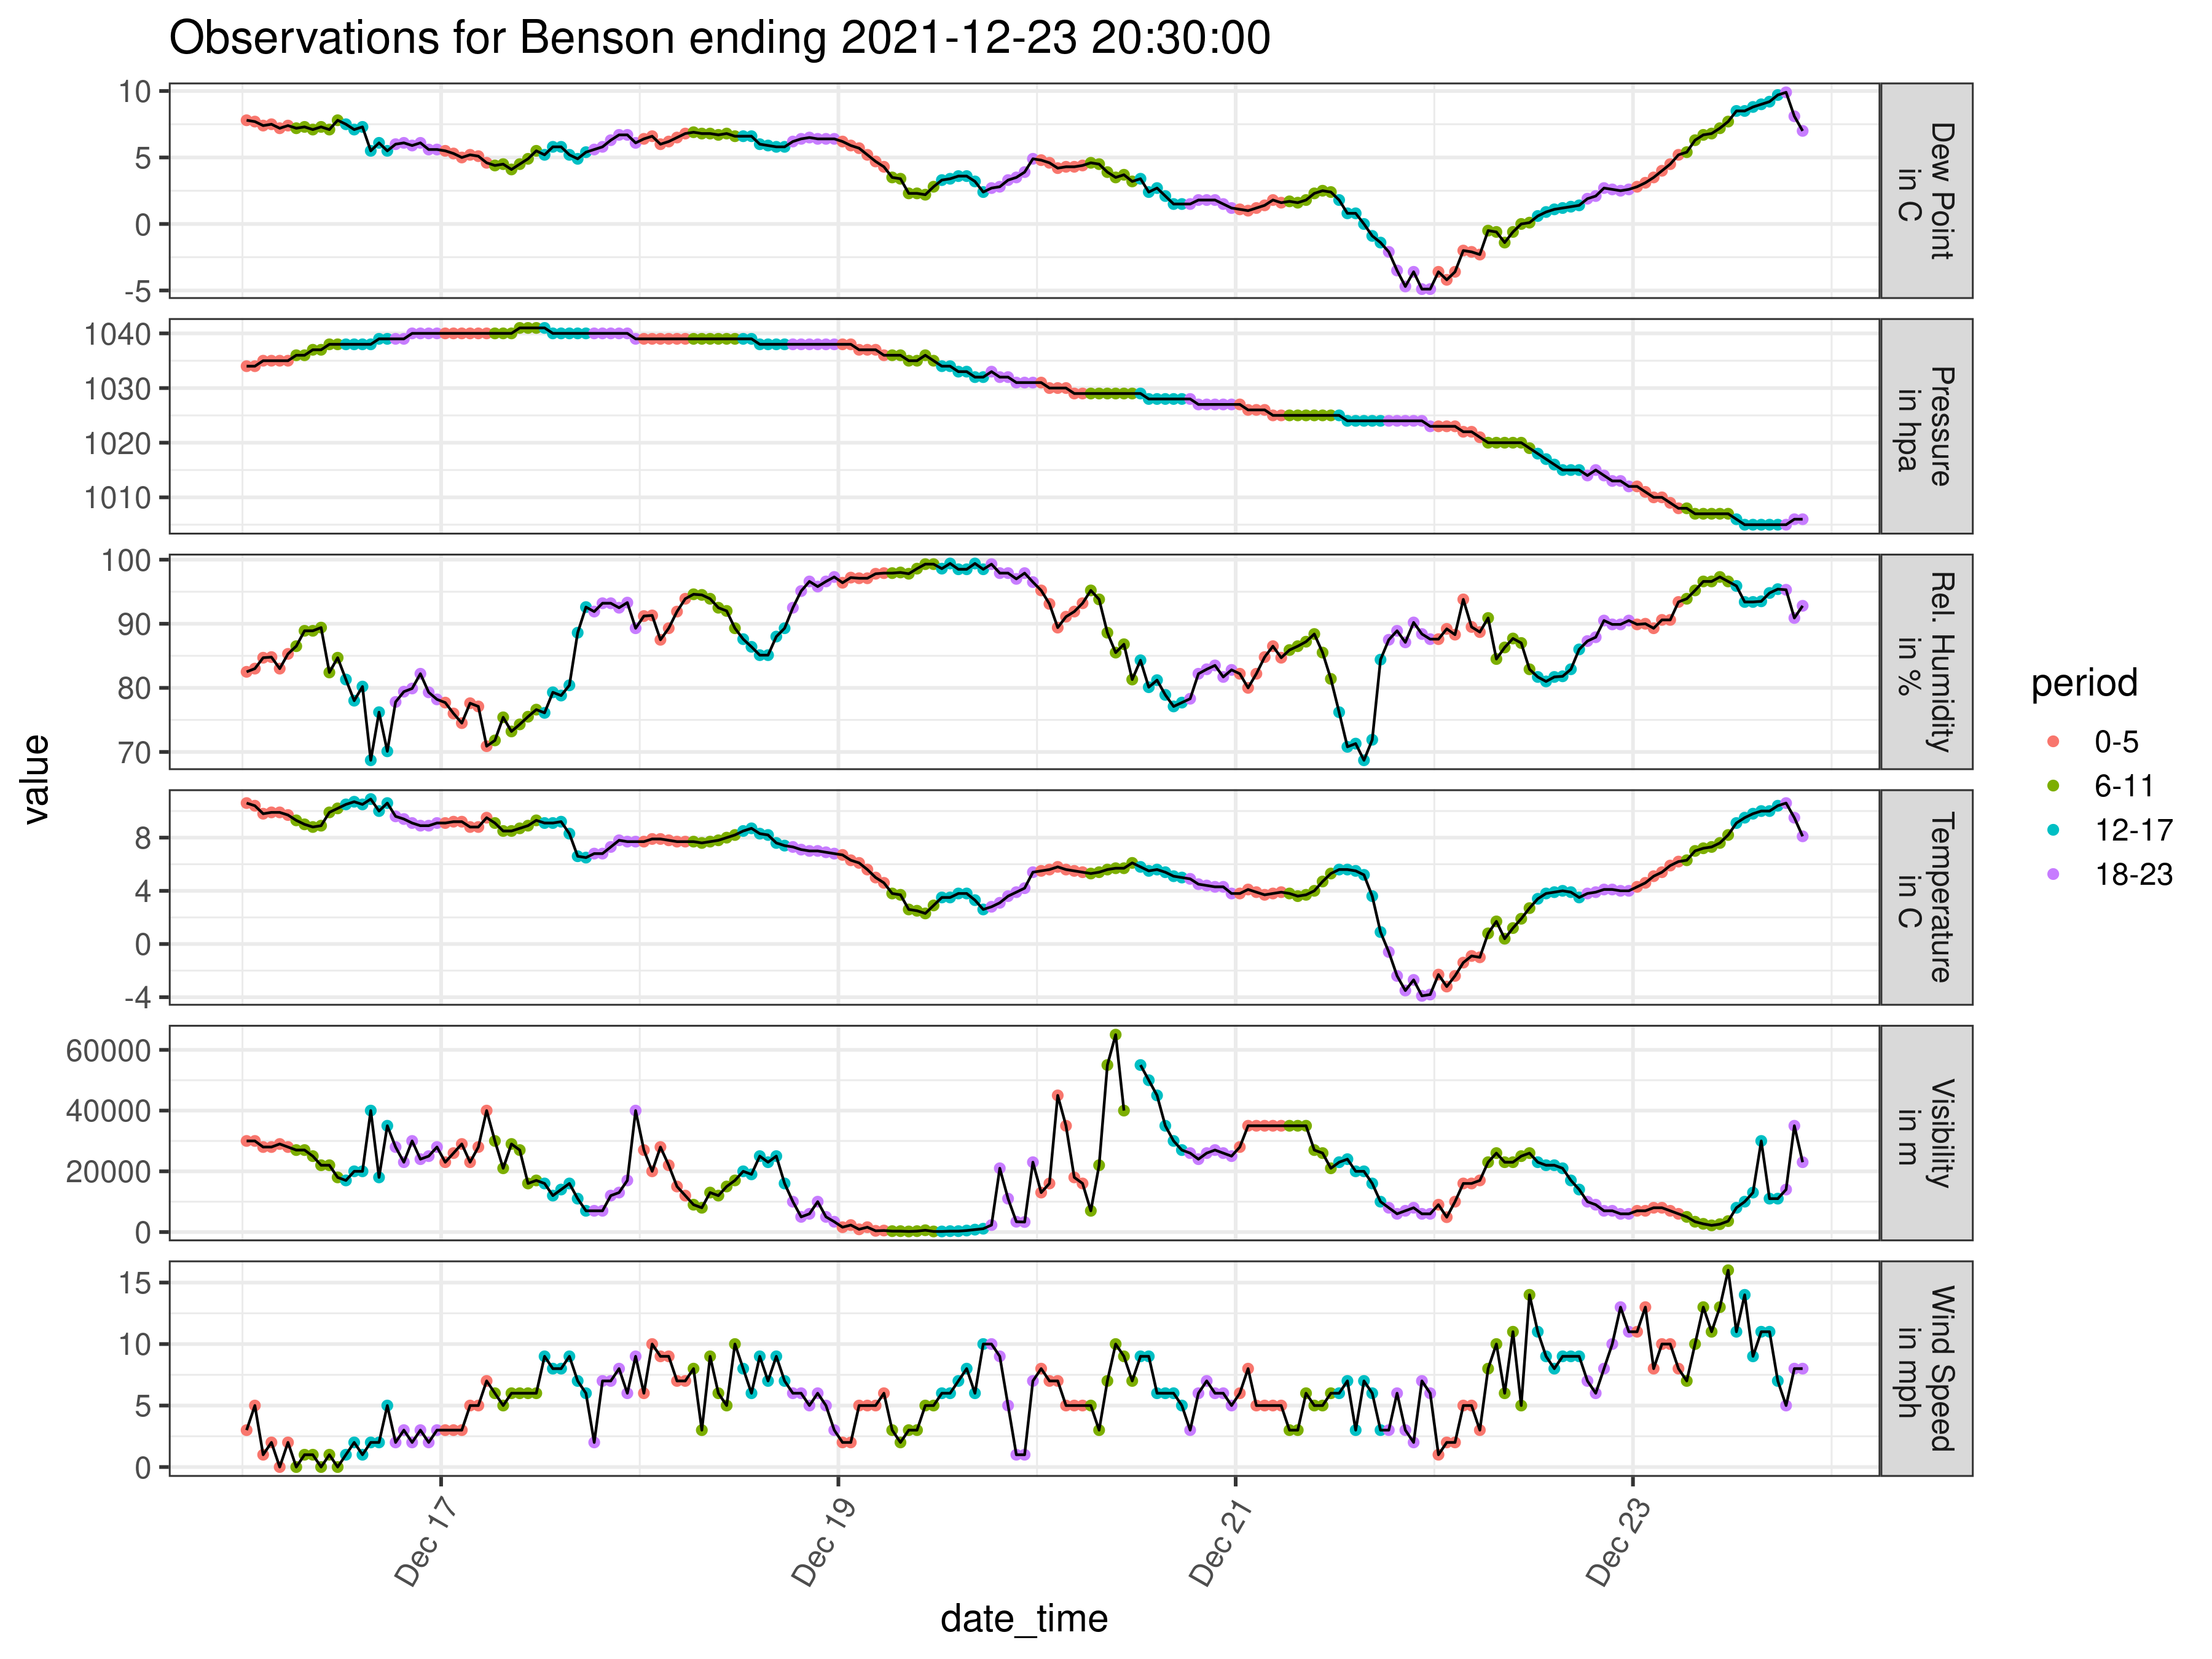 Observations for Benson ending 2021-12-23 20:30:00
10
5
0
-5
Dew Point
in C
1040
1030
1020
1010
Pressure
in hpa
100
90
80
70
Rel. Humidity
in %
8
4
0
-4
Temperature
in C
60000
40000
20000
0
Visibility
in m
15
10
5
0
Wind Speed
in mph
value
Dec 17
Dec 19
Dec 21
Dec 23
date_time
period
0-5
6-11
12-17
18-23